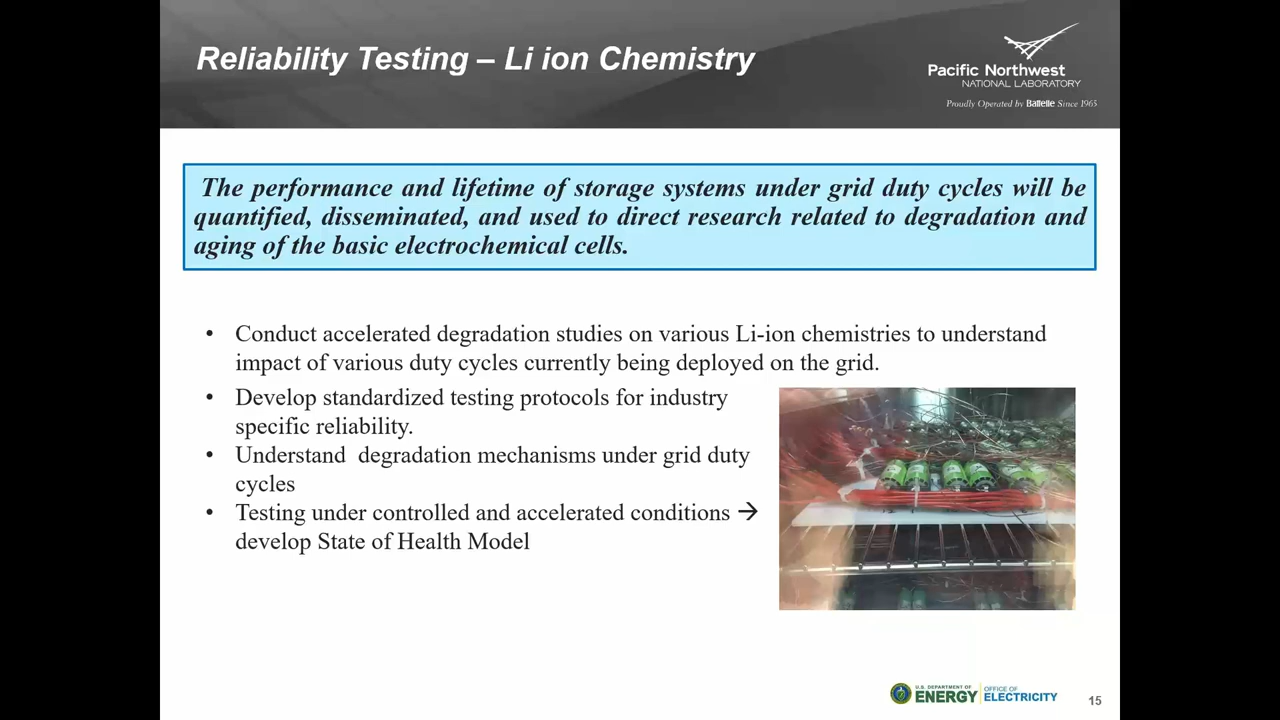 Reliability Testing – Li ion Chemistry
Pacific Northwest
NATIONAL LABORATORY
Proudly Operated by Battelle Since 1965
The performance and lifetime of storage systems under grid duty cycles will be
quantified, disseminated, and used to direct research related to degradation and
aging of the basic electrochemical cells.
• Conduct accelerated degradation studies on various Li-ion chemistries to understand
impact of various duty cycles currently being deployed on the grid.
• Develop standardized testing protocols for industry
specific reliability.
• Understand degradation mechanisms under grid duty
cycles
• Testing under controlled and accelerated conditions →
develop State of Health Model
U.S. DEPARTMENT OF
ENERGY
OFFICE OF
ELECTRICITY
15